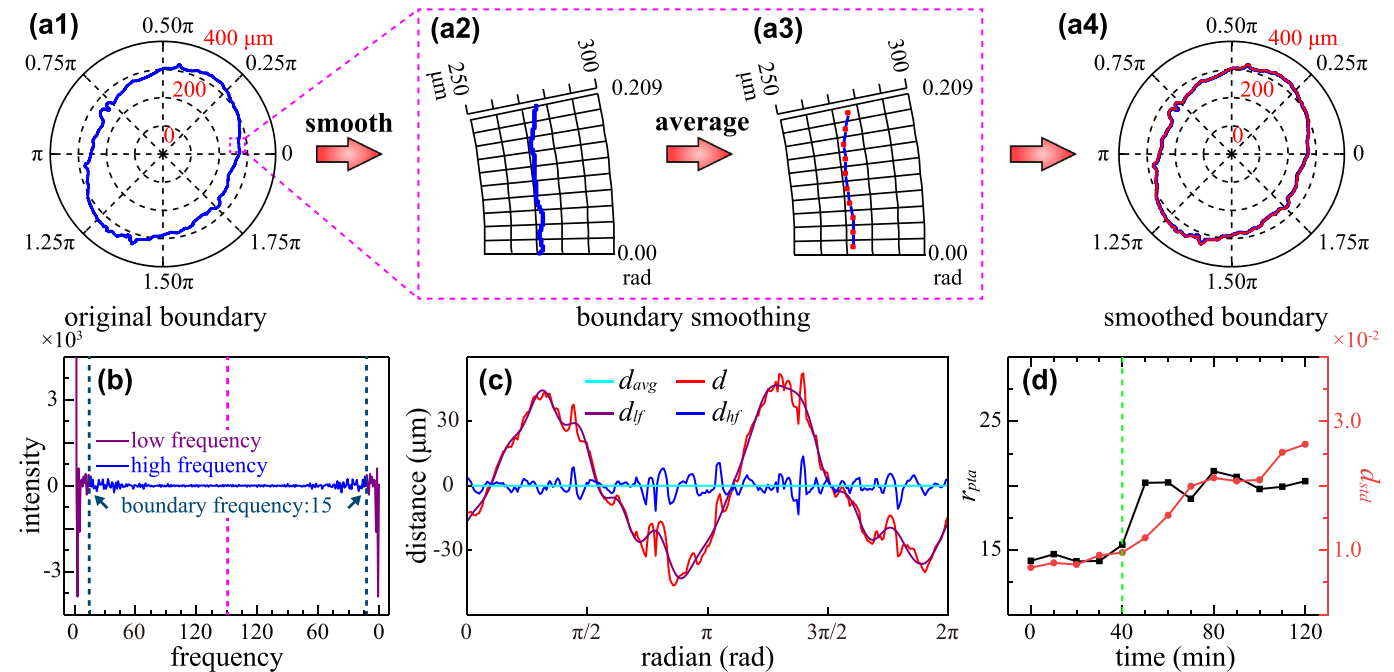 (a1)
0.50π
400 μm
0.75π
0.25π
200
0
π
0
1.25π
1.75π
1.50π
original boundary
smooth
(a2)
250
μm
300
0.209
0.00
rad
average
(a3)
250
μm
300
0.209
0.00
rad
boundary smoothing
(a4)
0.50π
400 μm
0.75π
0.25π
200
0
π
0
1.25π
1.75π
1.50π
smoothed boundary
×10³
(b)
3
0
-3
intensity
low frequency
high frequency
boundary frequency:15
0 60 120 120 60 0
frequency
(c)
d_avg d
d_lf d_hf
30
0
-30
distance (μm)
0 π/2 π 3π/2 2π
radian (rad)
(d)
×10⁻²
25
15
r_pta
3.0
1.0
d_std
0 40 80 120
time (min)